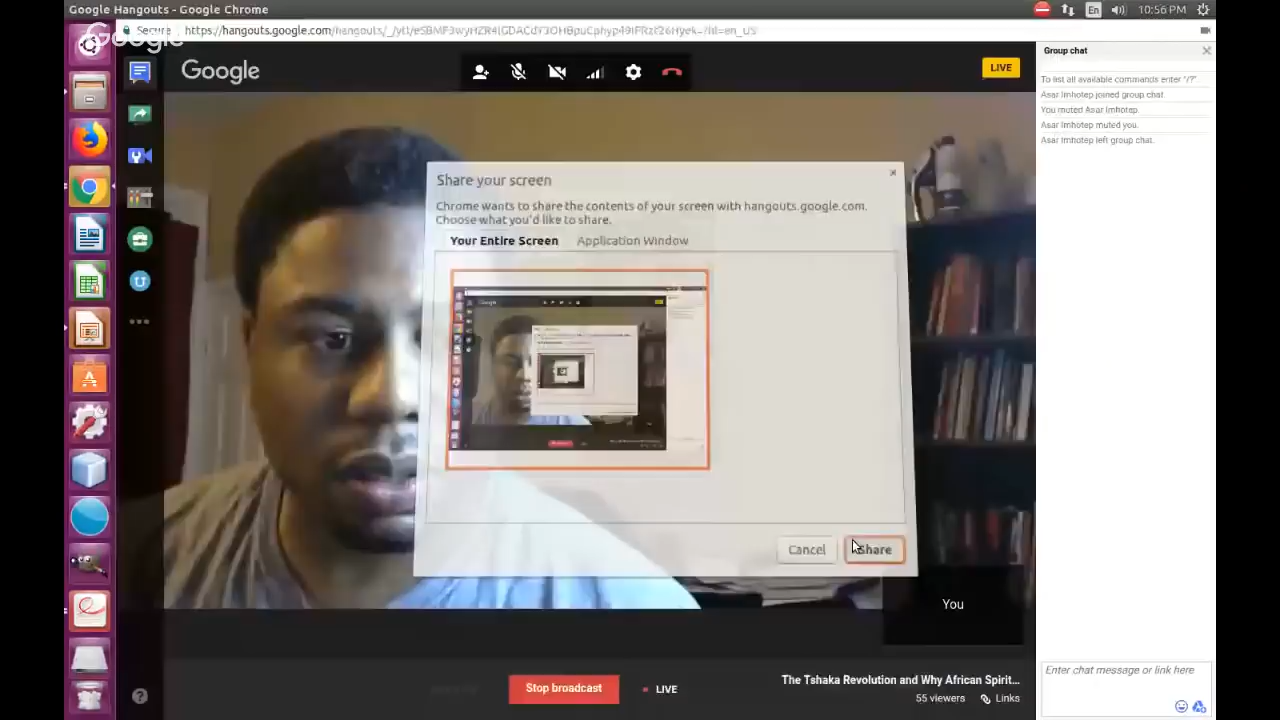 Google Hangouts - Google Chrome
En
10:56 PM
Google
Secure
Google
LIVE
Group chat
To list all available commands enter "/?"
Asar Imhotep joined group chat.
You muted Asar Imhotep.
Asar Imhotep muted you.
Asar Imhotep left group chat.
Share your screen
Chrome wants to share the contents of your screen with hangouts.google.com.
Choose what you'd like to share.
Your Entire Screen
Application Window
Cancel
Share
You
Stop broadcast
LIVE
The Tshaka Revolution and Why African Spirit...
55 viewers
Links
Enter chat message or link here